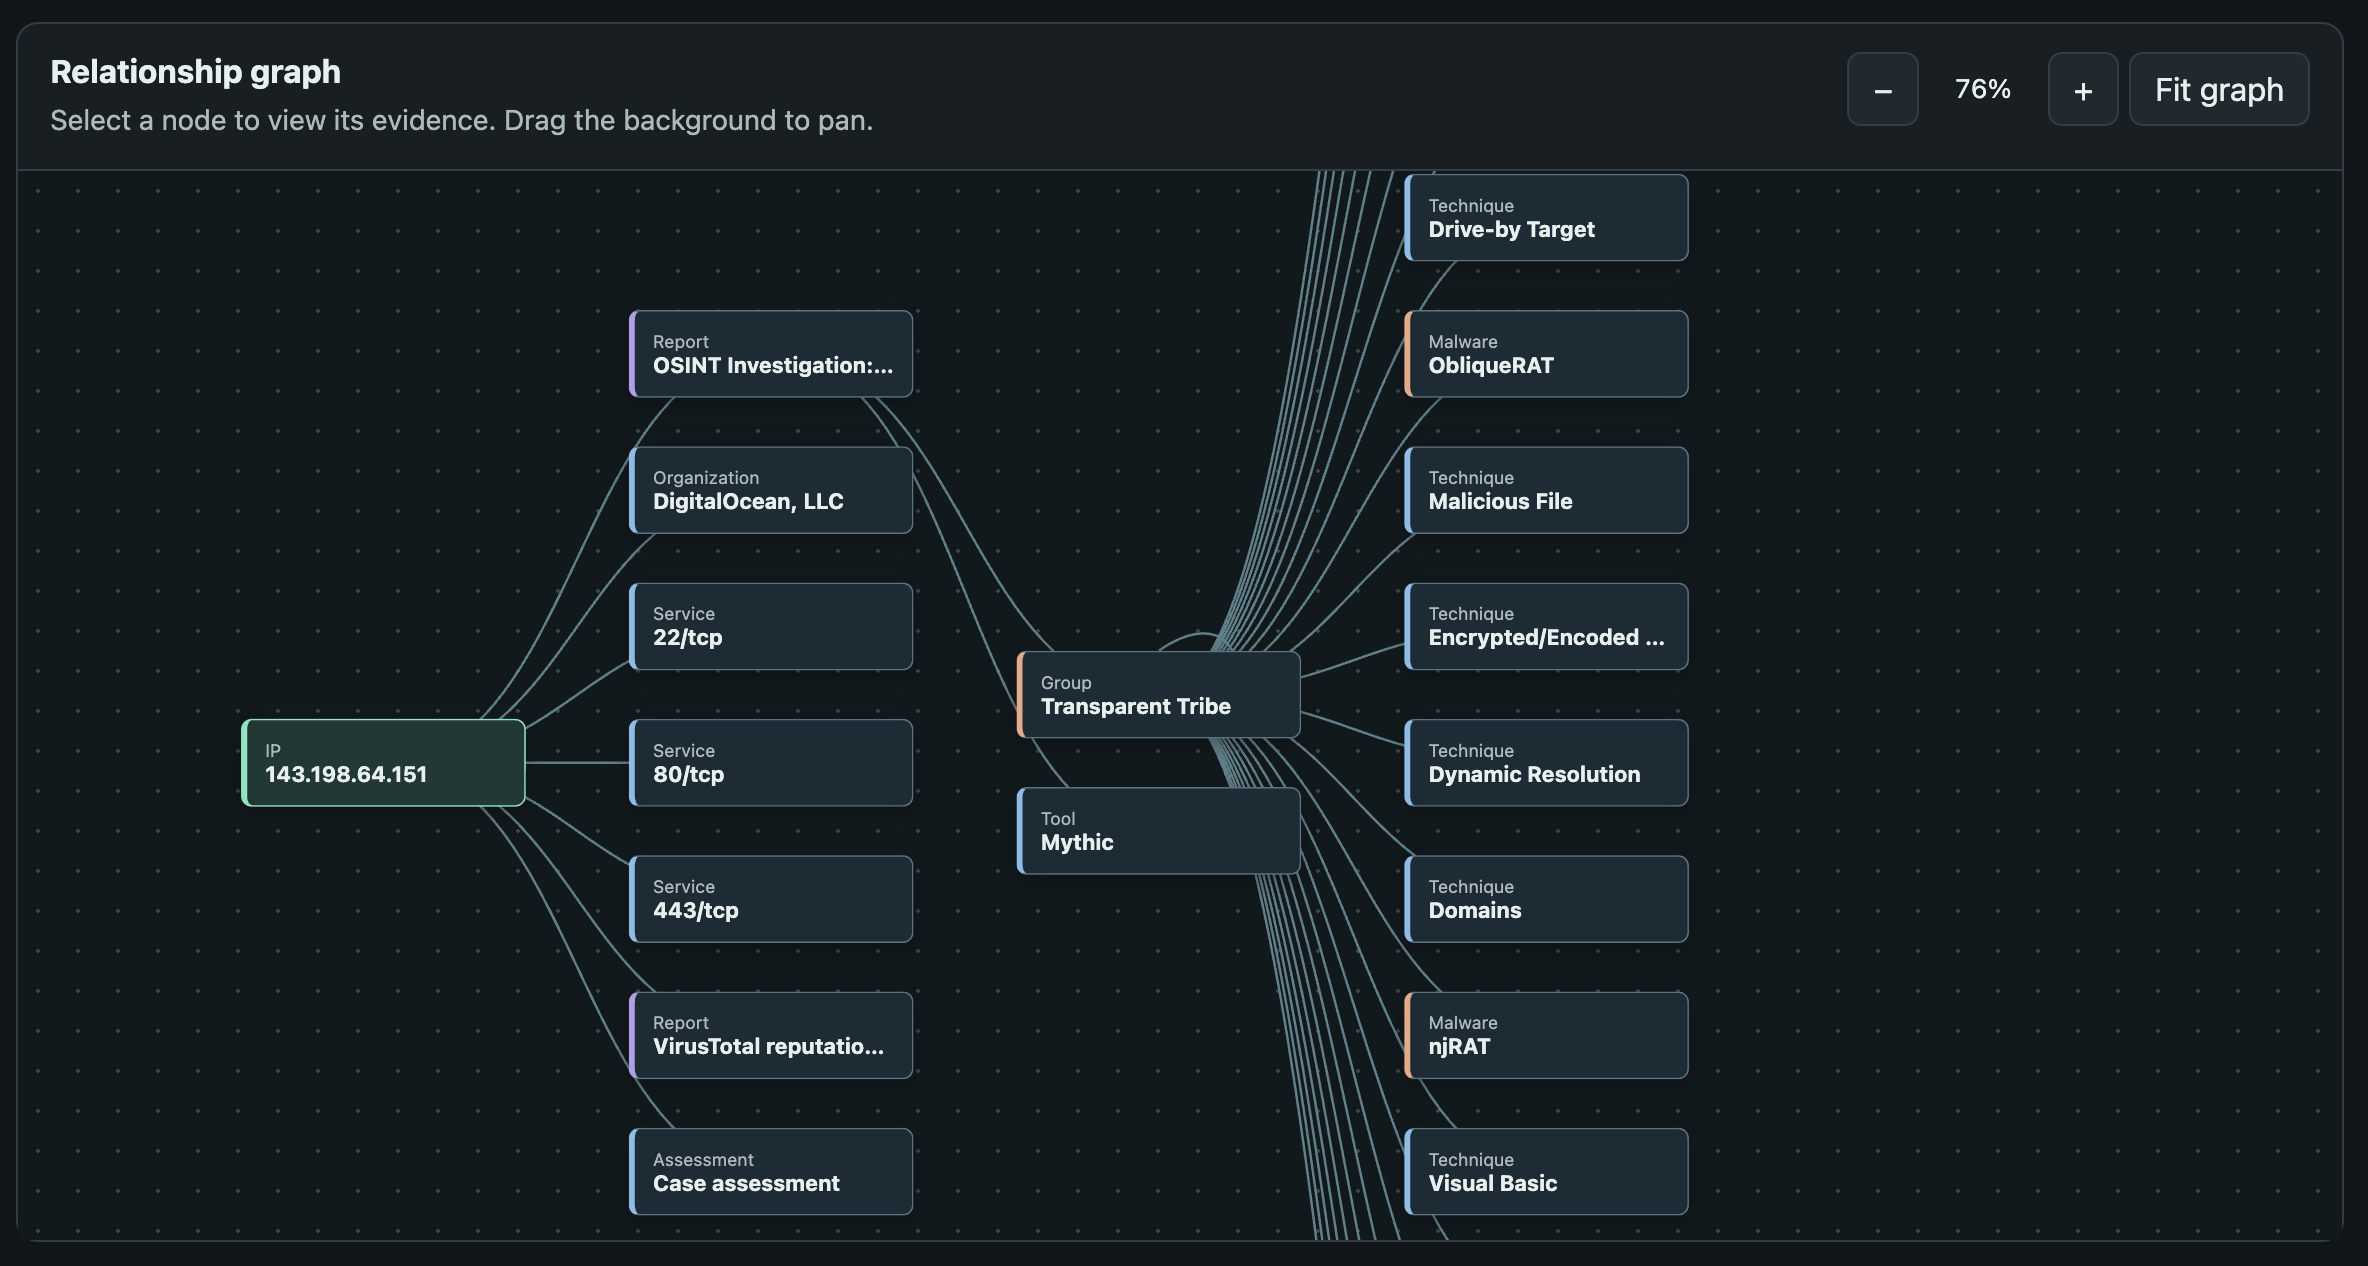 Relationship graph
Select a node to view its evidence. Drag the background to pan.
−
76%
+
Fit graph
IP
143.198.64.151
Report
OSINT Investigation:...
Organization
DigitalOcean, LLC
Service
22/tcp
Service
80/tcp
Service
443/tcp
Report
VirusTotal reputatio...
Assessment
Case assessment
Group
Transparent Tribe
Tool
Mythic
Technique
Drive-by Target
Malware
ObliqueRAT
Technique
Malicious File
Technique
Encrypted/Encoded ...
Technique
Dynamic Resolution
Technique
Domains
Malware
njRAT
Technique
Visual Basic